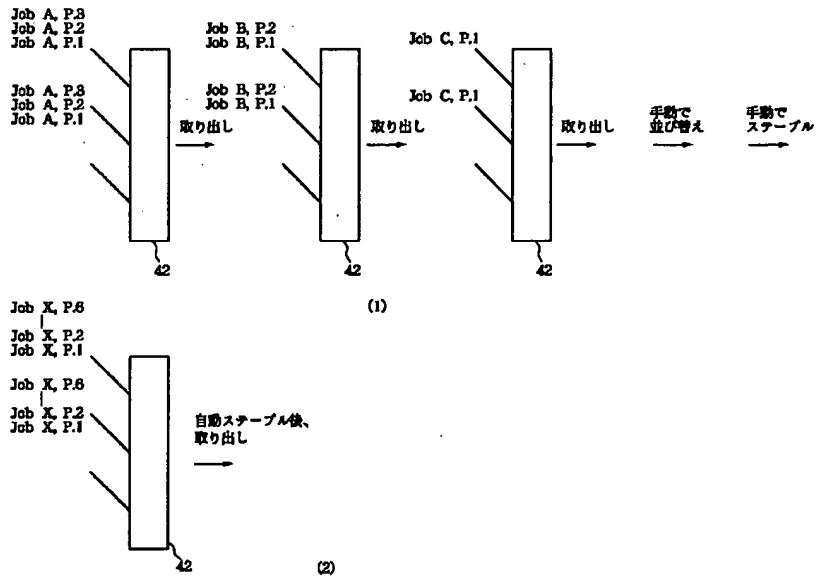 Job A, P.3
Job A, P.2
Job A, P.1
Job A, P.3
Job A, P.2
Job A, P.1
取り出し
42
Job B, P.2
Job B, P.1
Job B, P.2
Job B, P.1
取り出し
42
Job C, P.1
Job C, P.1
取り出し
42
手動で
並び替え
手動で
ステープル
(1)
Job X, P.6
Job X, P.2
Job X, P.1
Job X, P.6
Job X, P.2
Job X, P.1
自動ステープル後、
取り出し
42
(2)